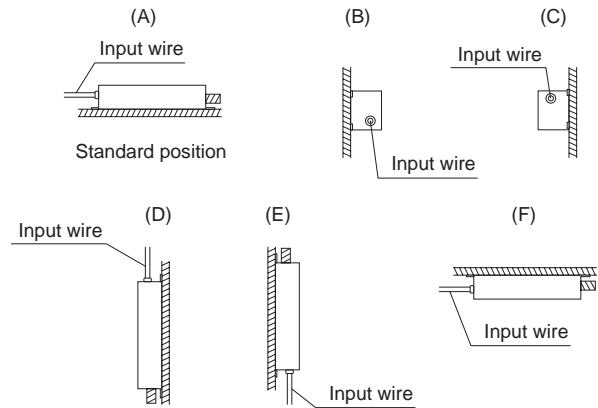 (A)
Input wire
Standard position
(B)
Input wire
(C)
Input wire
(D)
Input wire
(E)
Input wire
(F)
Input wire